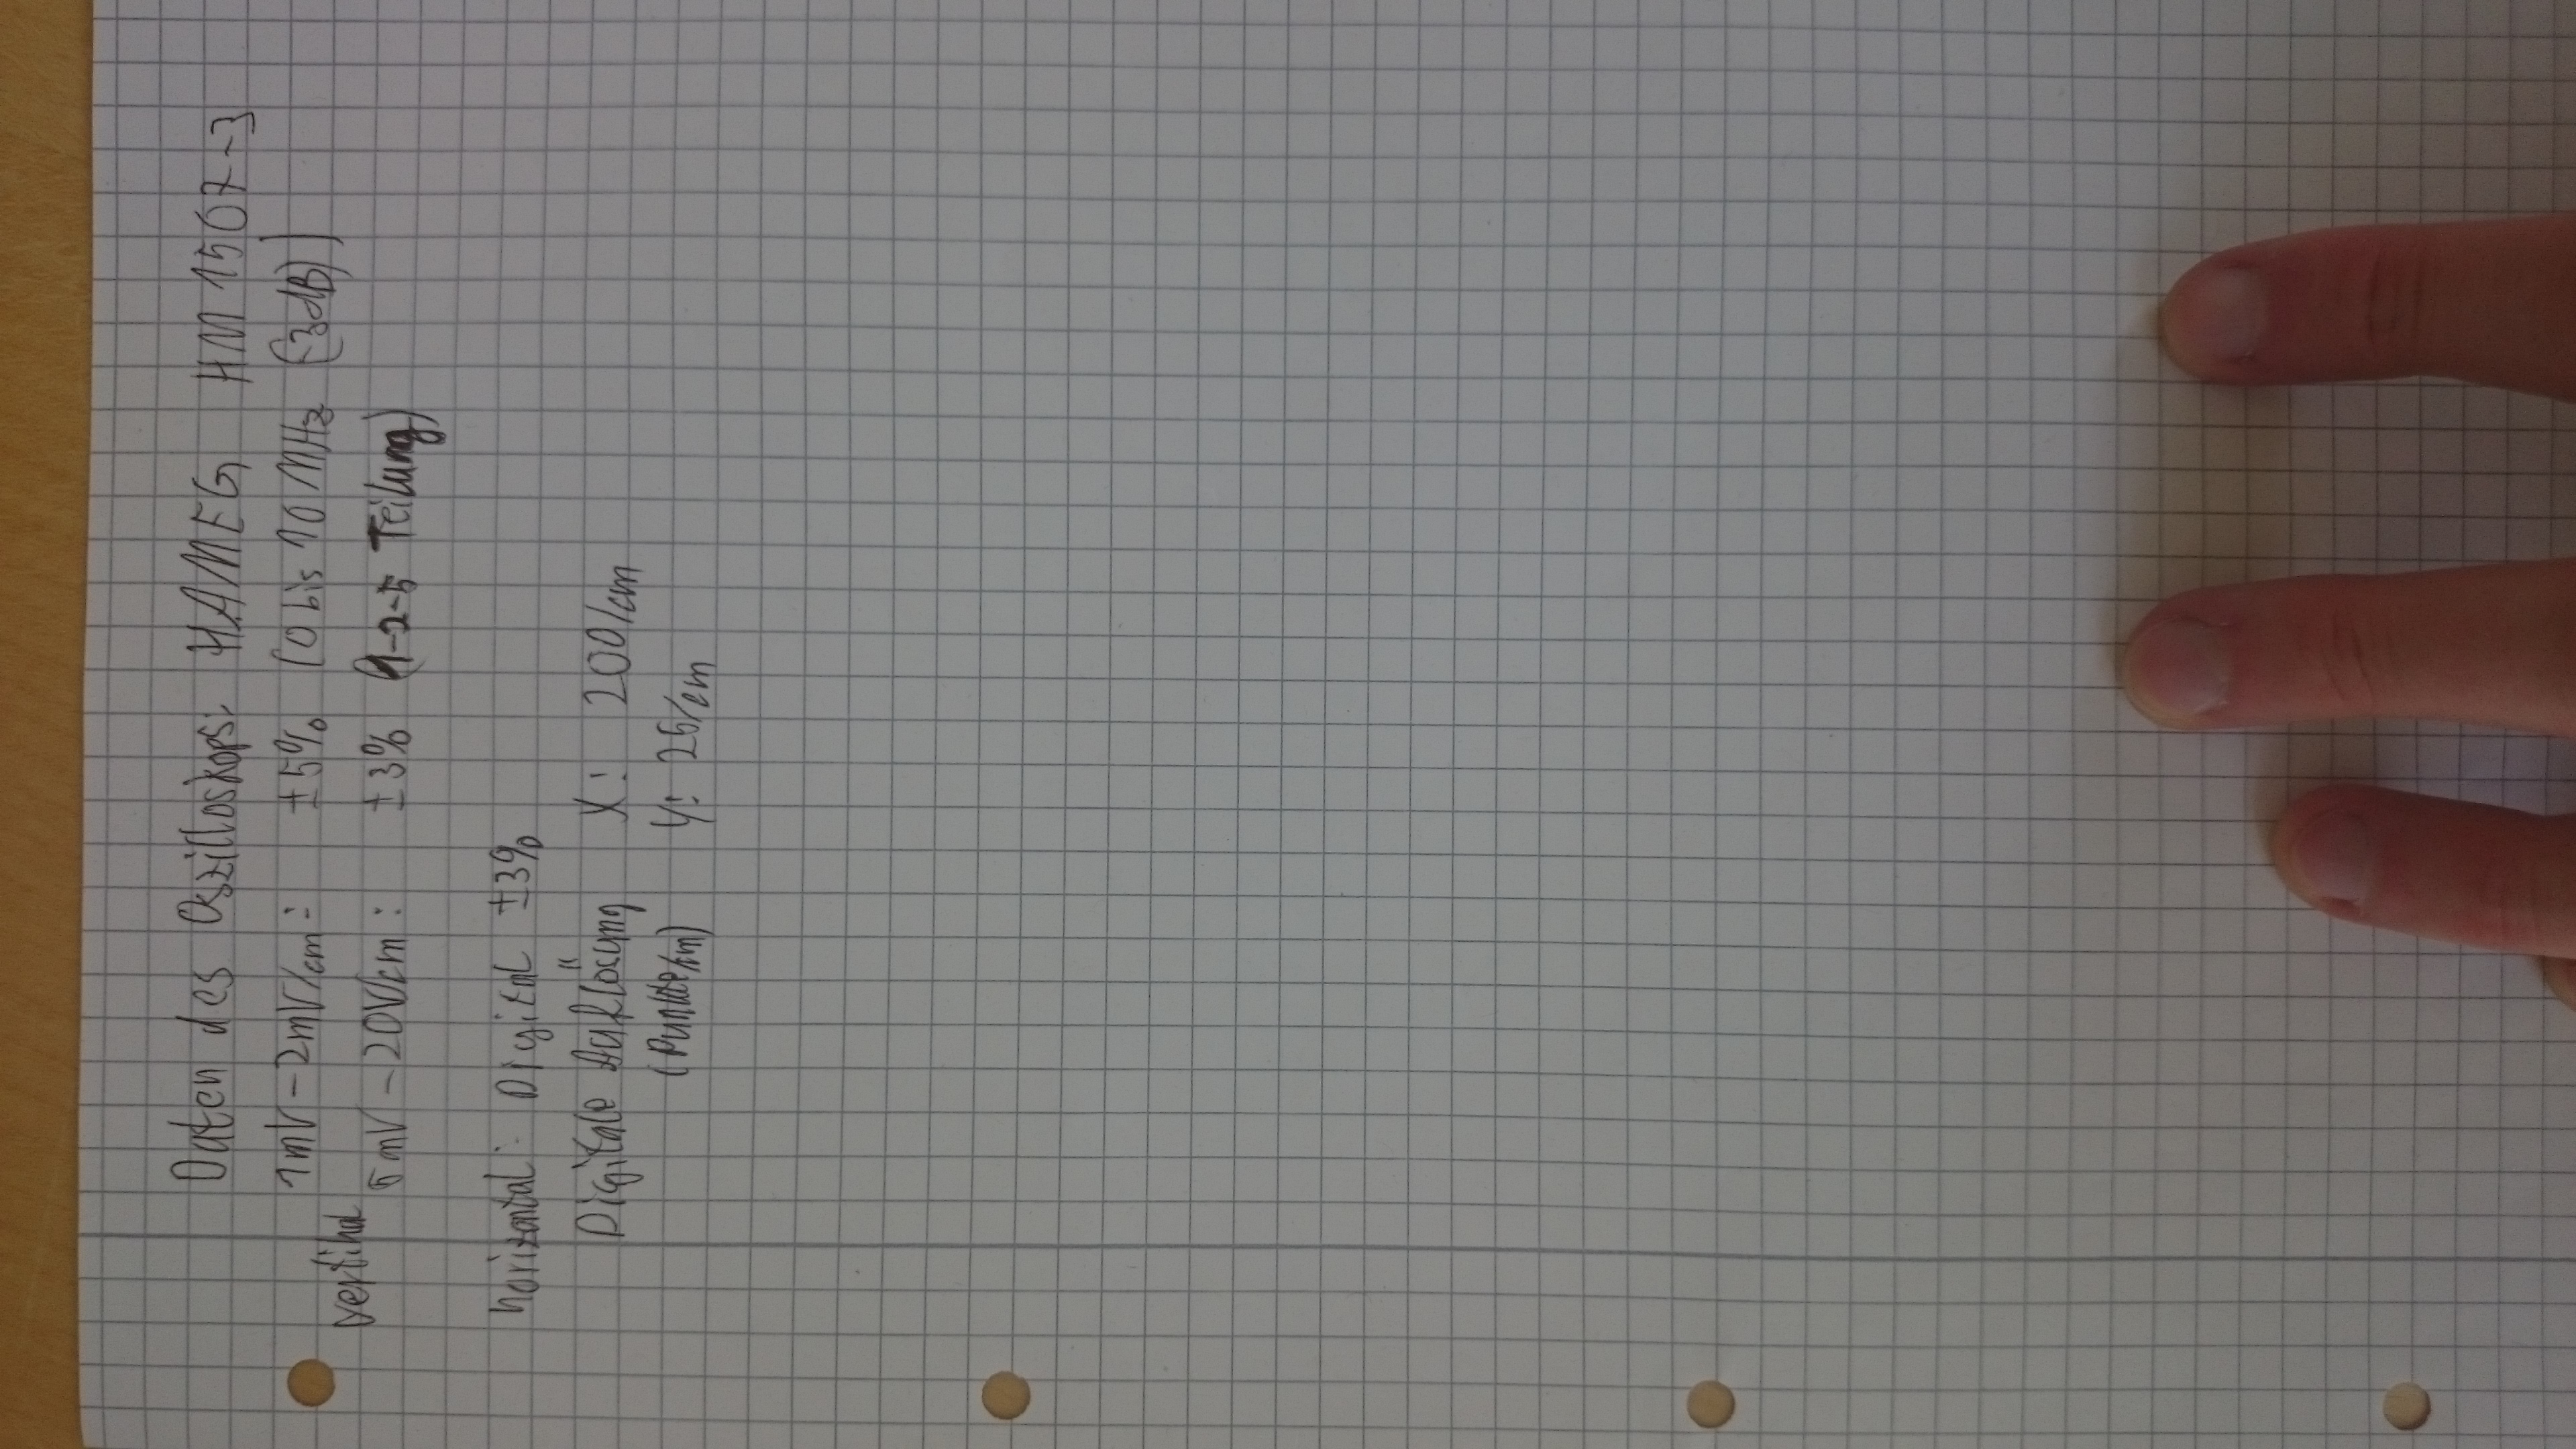 Daten des Oszilloskops: HAMEG HM 1507-3
1mV - 2mV/cm: ±5% (0 bis 10 MHz (-3dB))
vertikal
5mV - 20V/cm: ±3% (1-2-5 Teilung)
horizontal: Digital ±3%
Digitale Auflösung X: 200/cm
(Punkte/cm) Y: 25/cm